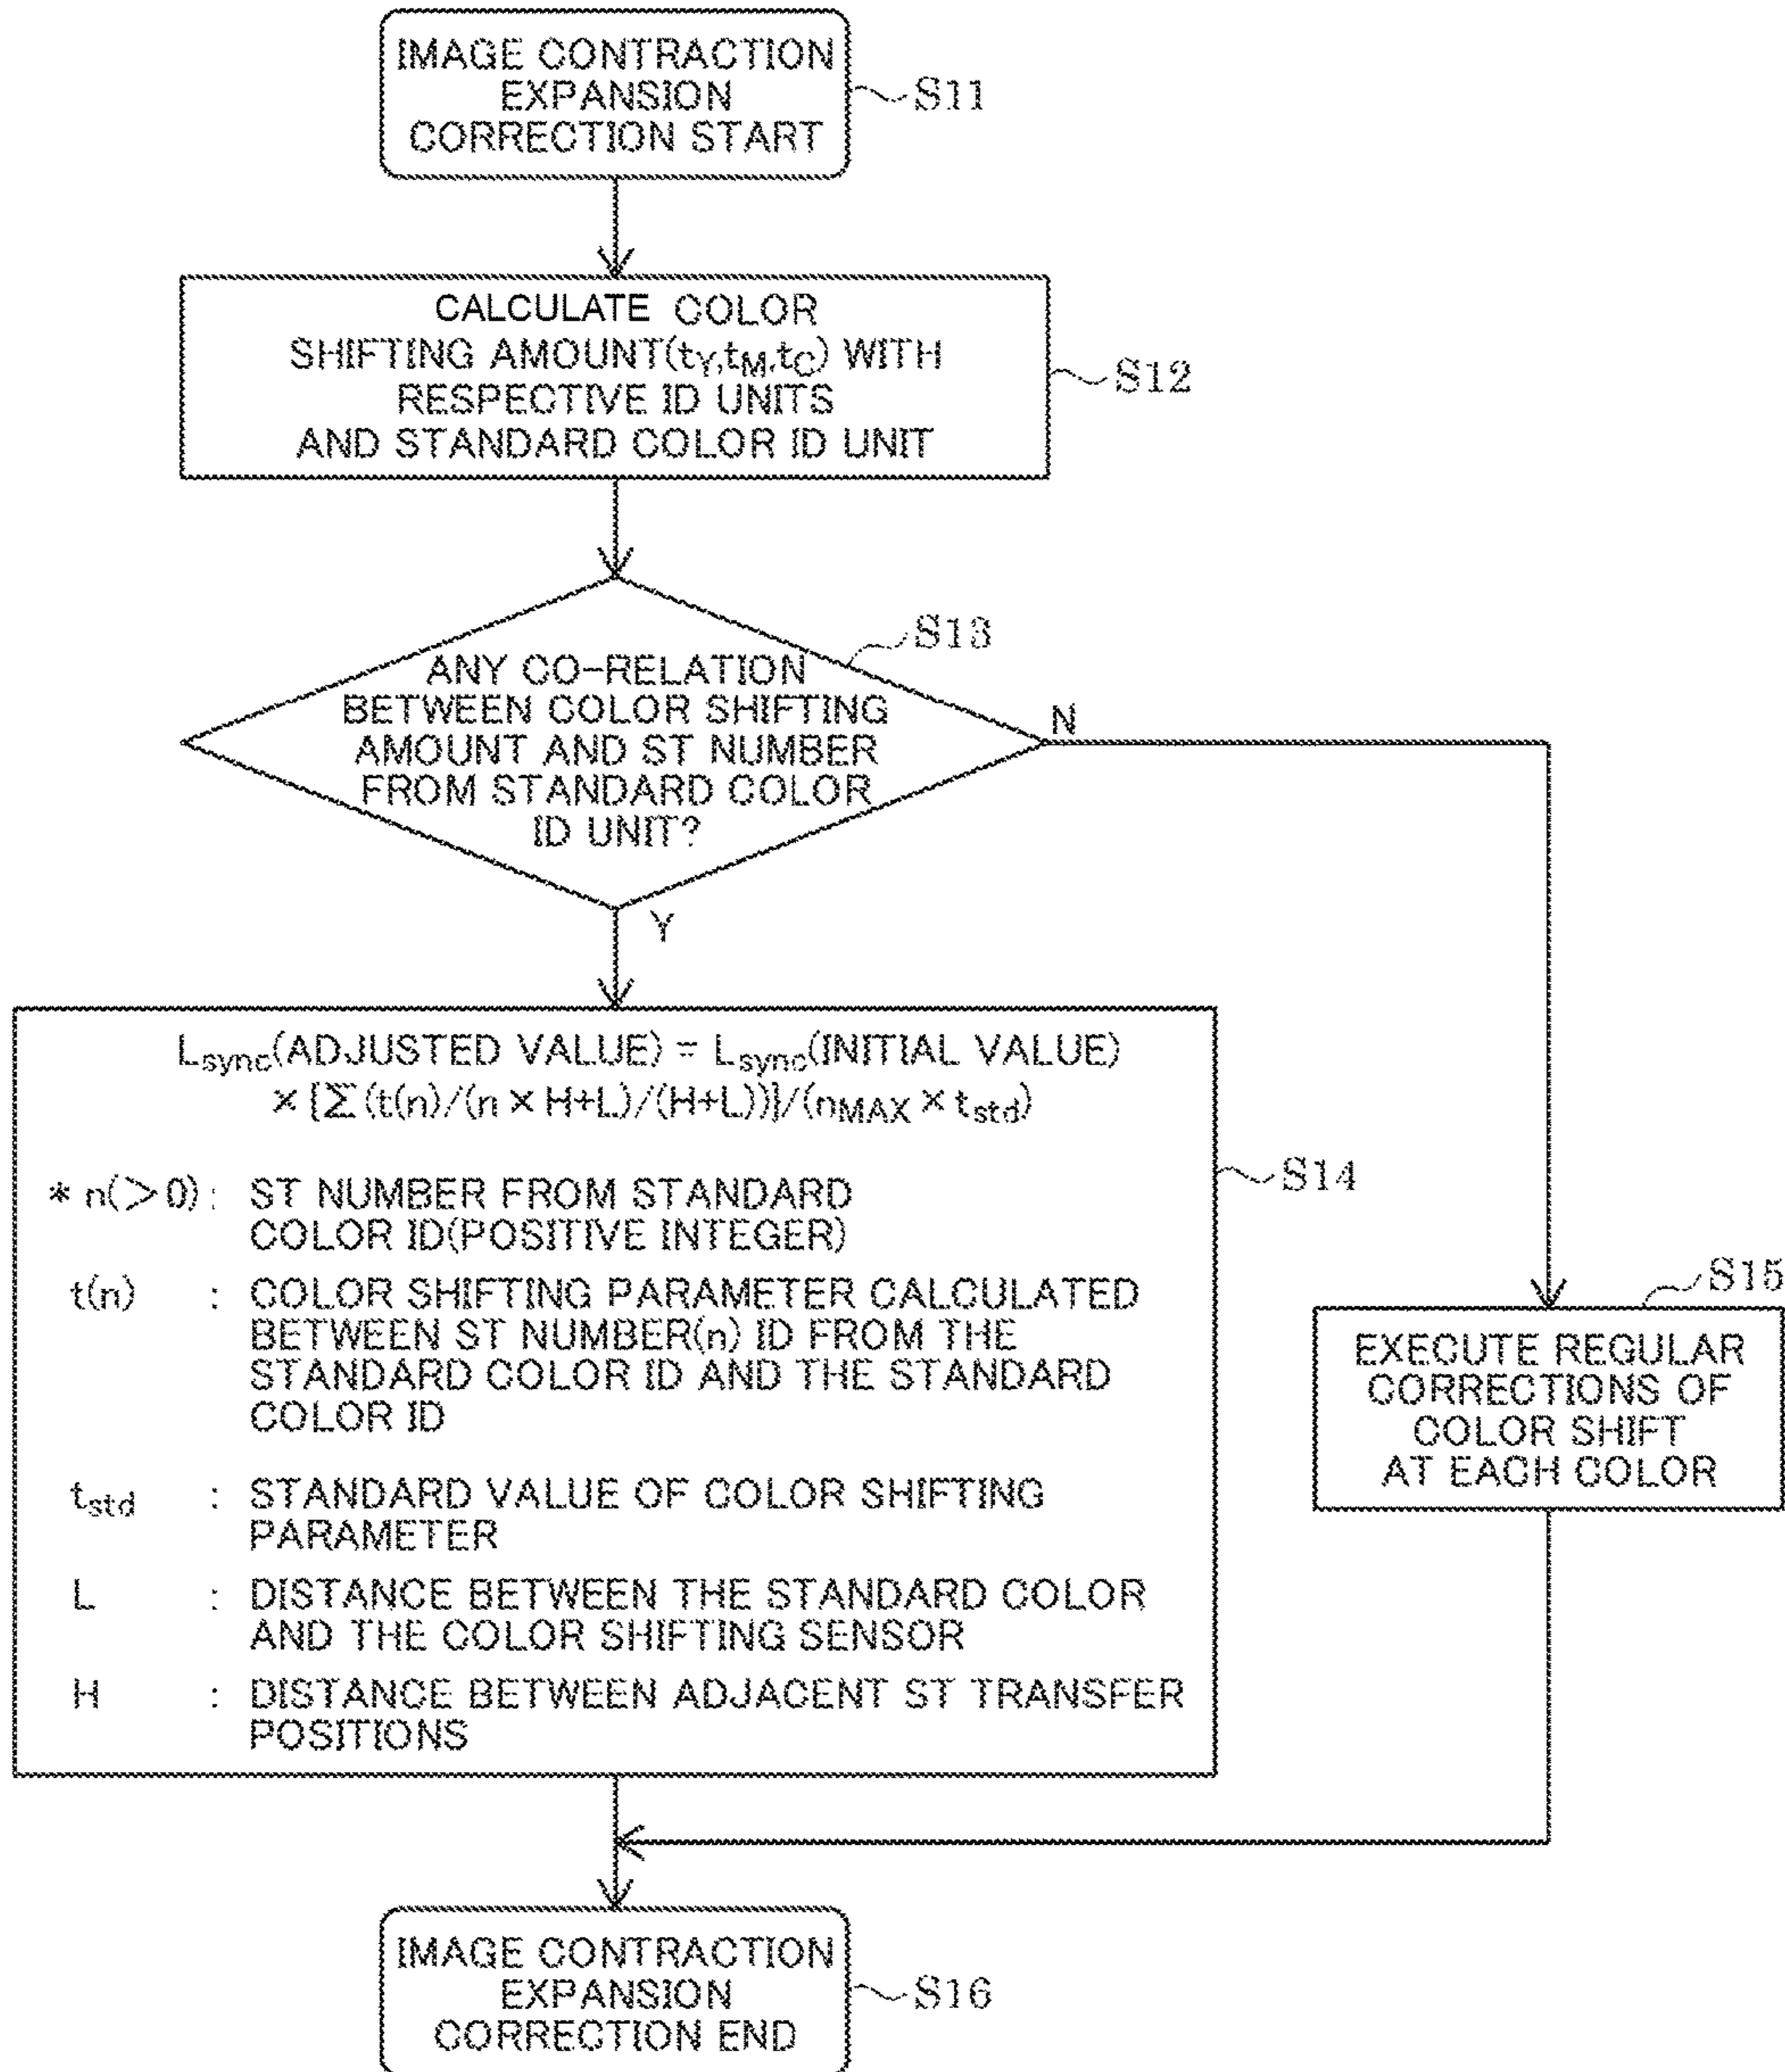 IMAGE CONTRACTION
EXPANSION
CORRECTION START
S11
CALCULATE COLOR
SHIFTING AMOUNT(tY,tM,tC) WITH
RESPECTIVE ID UNITS
AND STANDARD COLOR ID UNIT
S12
S13
ANY CO-RELATION
BETWEEN COLOR SHIFTING
AMOUNT AND ST NUMBER
FROM STANDARD COLOR
ID UNIT?
N
Y
Lsync(ADJUSTED VALUE) = Lsync(INITIAL VALUE)
× [∑(t(n)/(n × H+L)/(H+L))]/(nMAX × tstd)
* n(>0) : ST NUMBER FROM STANDARD
COLOR ID(POSITIVE INTEGER)
t(n) : COLOR SHIFTING PARAMETER CALCULATED
BETWEEN ST NUMBER(n) ID FROM THE
STANDARD COLOR ID AND THE STANDARD
COLOR ID
tstd : STANDARD VALUE OF COLOR SHIFTING
PARAMETER
L : DISTANCE BETWEEN THE STANDARD COLOR
AND THE COLOR SHIFTING SENSOR
H : DISTANCE BETWEEN ADJACENT ST TRANSFER
POSITIONS
S14
S15
EXECUTE REGULAR
CORRECTIONS OF
COLOR SHIFT
AT EACH COLOR
IMAGE CONTRACTION
EXPANSION
CORRECTION END
S16